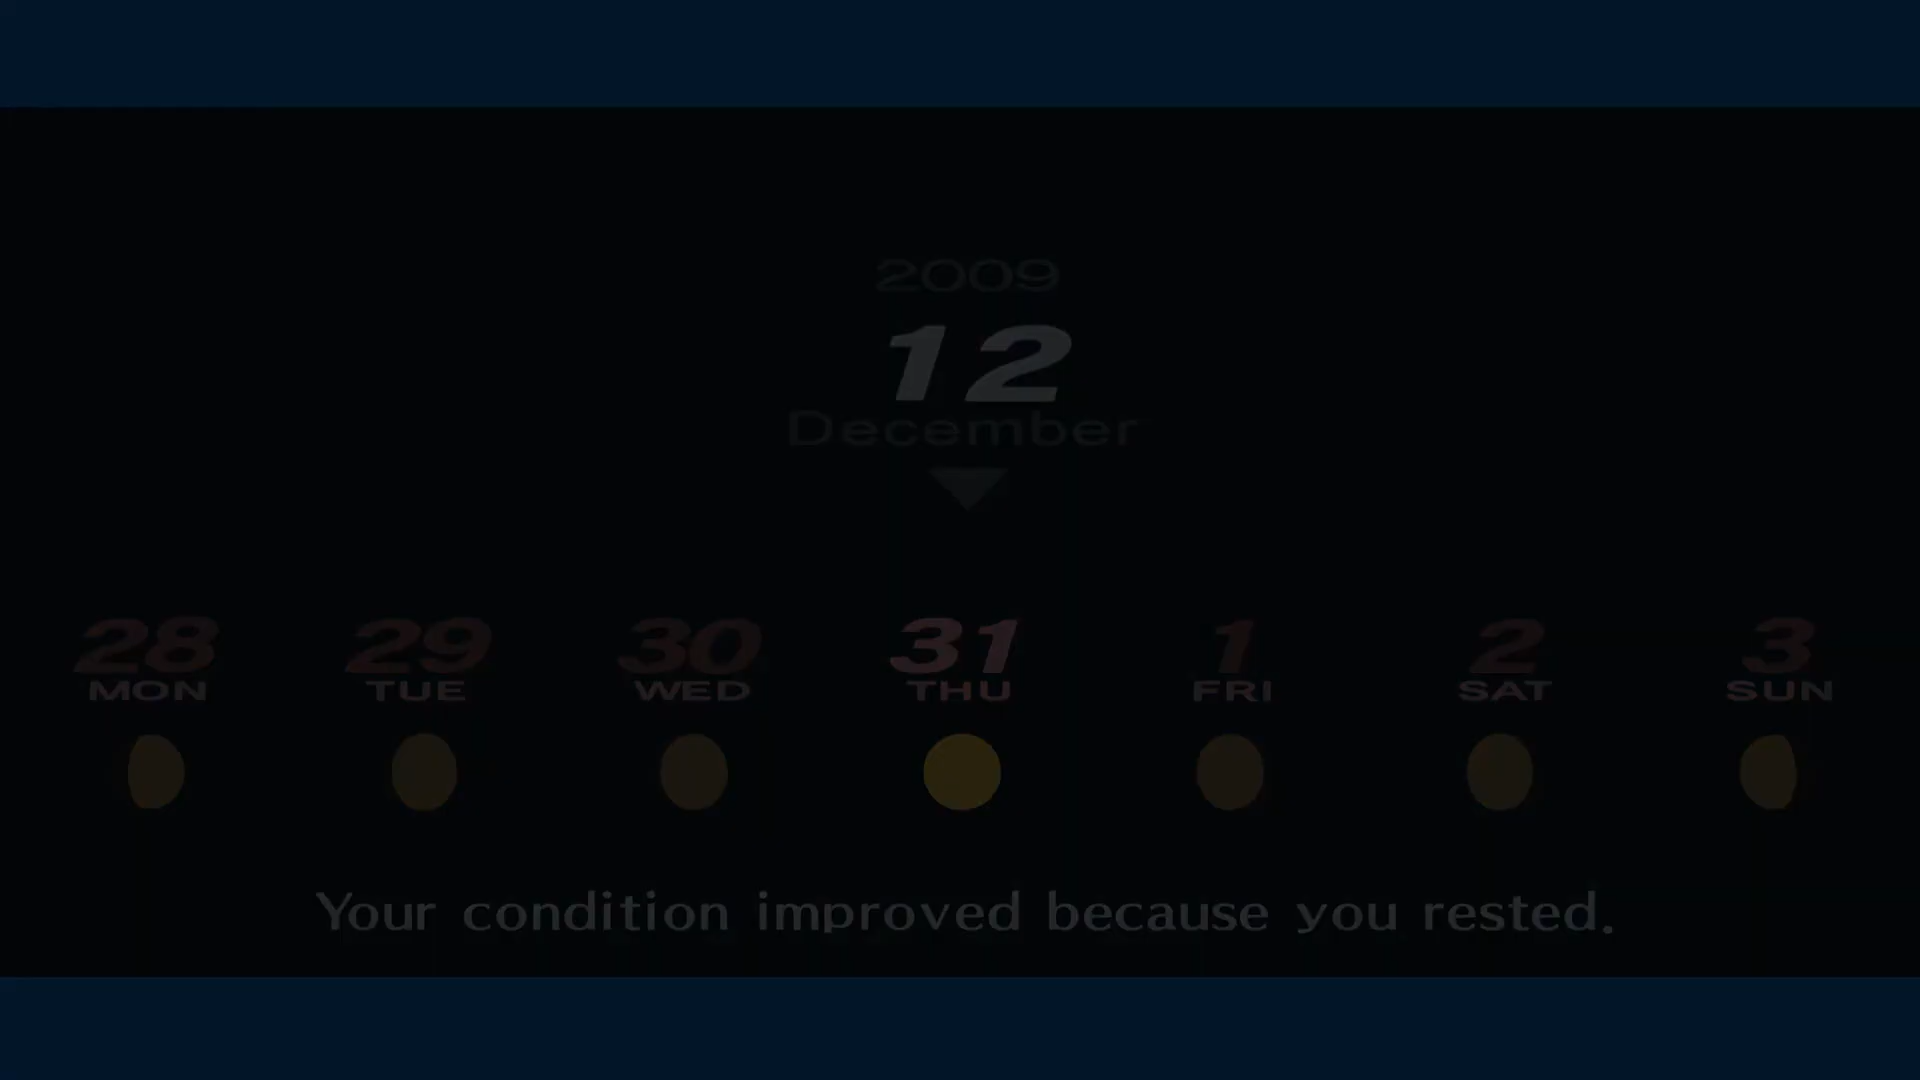 2009
12
December
28 29 30 31 1 2 3
MON TUE WED THU FRI SAT SUN
Your condition improved because you rested.